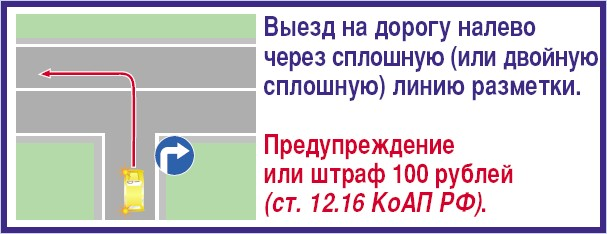 Выезд на дорогу налево
через сплошную (или двойную
сплошную) линию разметки.
Предупреждение
или штраф 100 рублей
(ст. 12.16 КоАП РФ).